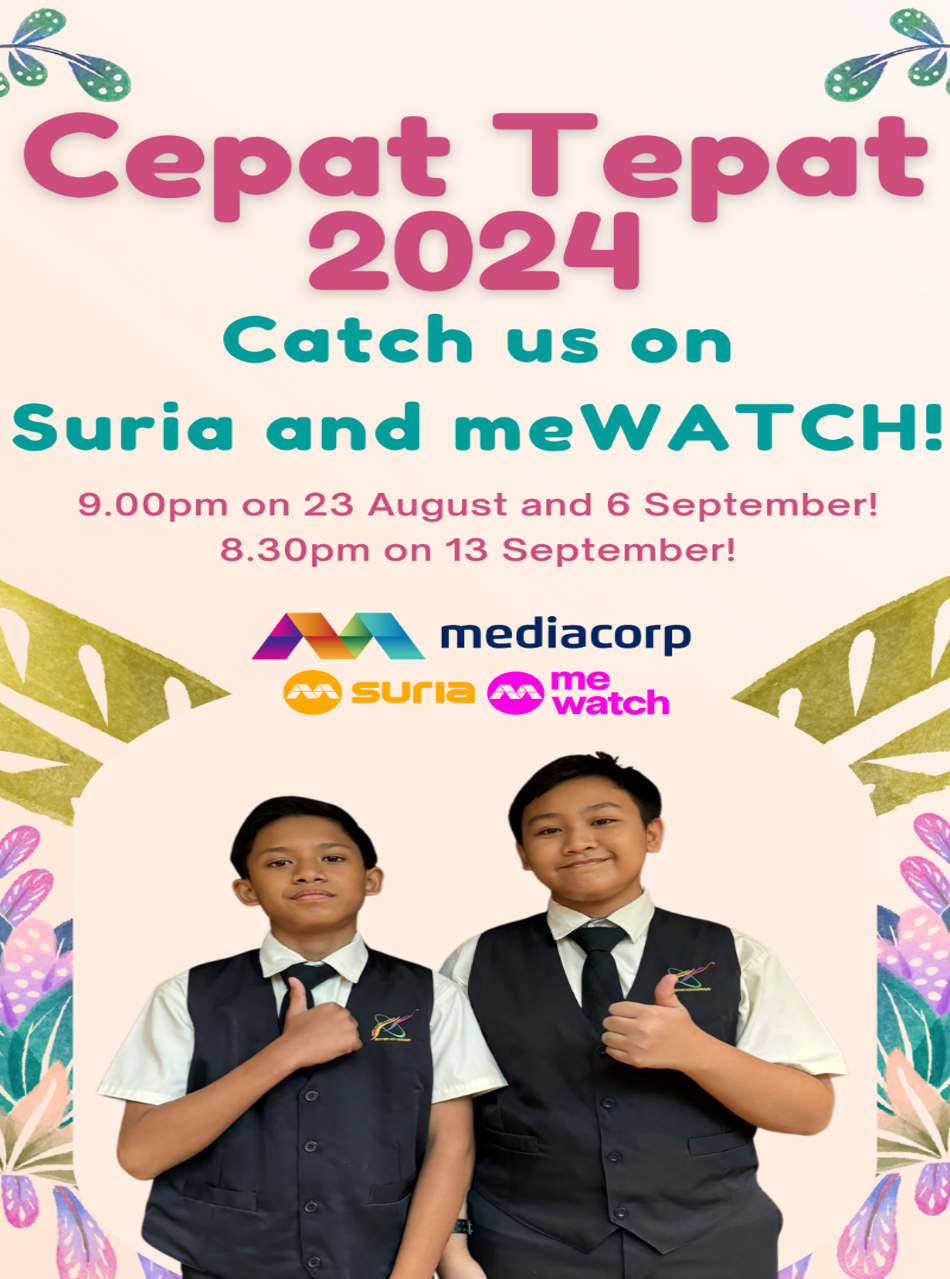 Cepat Tepat
2024
Catch us on
Suria and meWATCH!
9.00pm on 23 August and 6 September!
8.30pm on 13 September!
mediacorp
suria me
watch